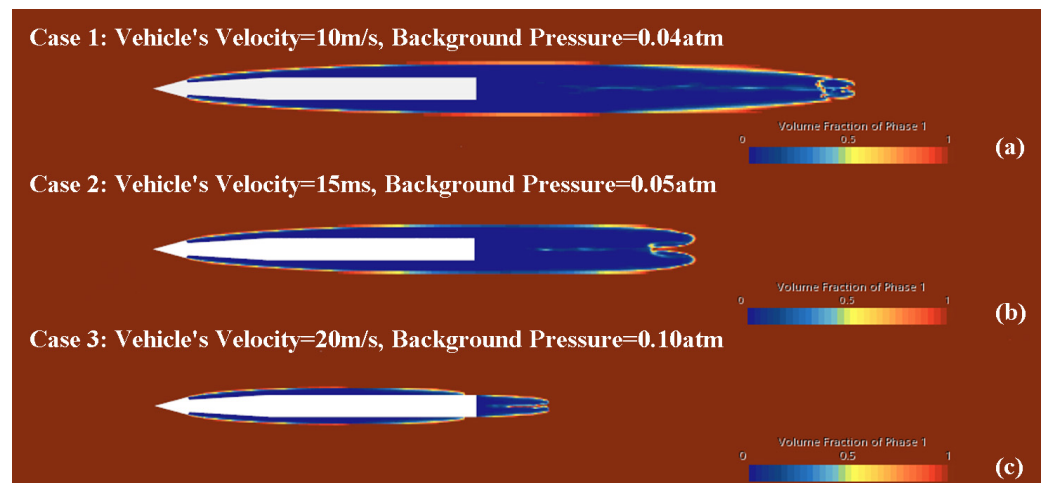 Case 1: Vehicle's Velocity=10m/s, Background Pressure=0.04atm
Volume Fraction of Phase 1
0 0.5 1
(a)
Case 2: Vehicle's Velocity=15ms, Background Pressure=0.05atm
Volume Fraction of Phase 1
0 0.5 1
(b)
Case 3: Vehicle's Velocity=20m/s, Background Pressure=0.10atm
Volume Fraction of Phase 1
0 0.5 1
(c)